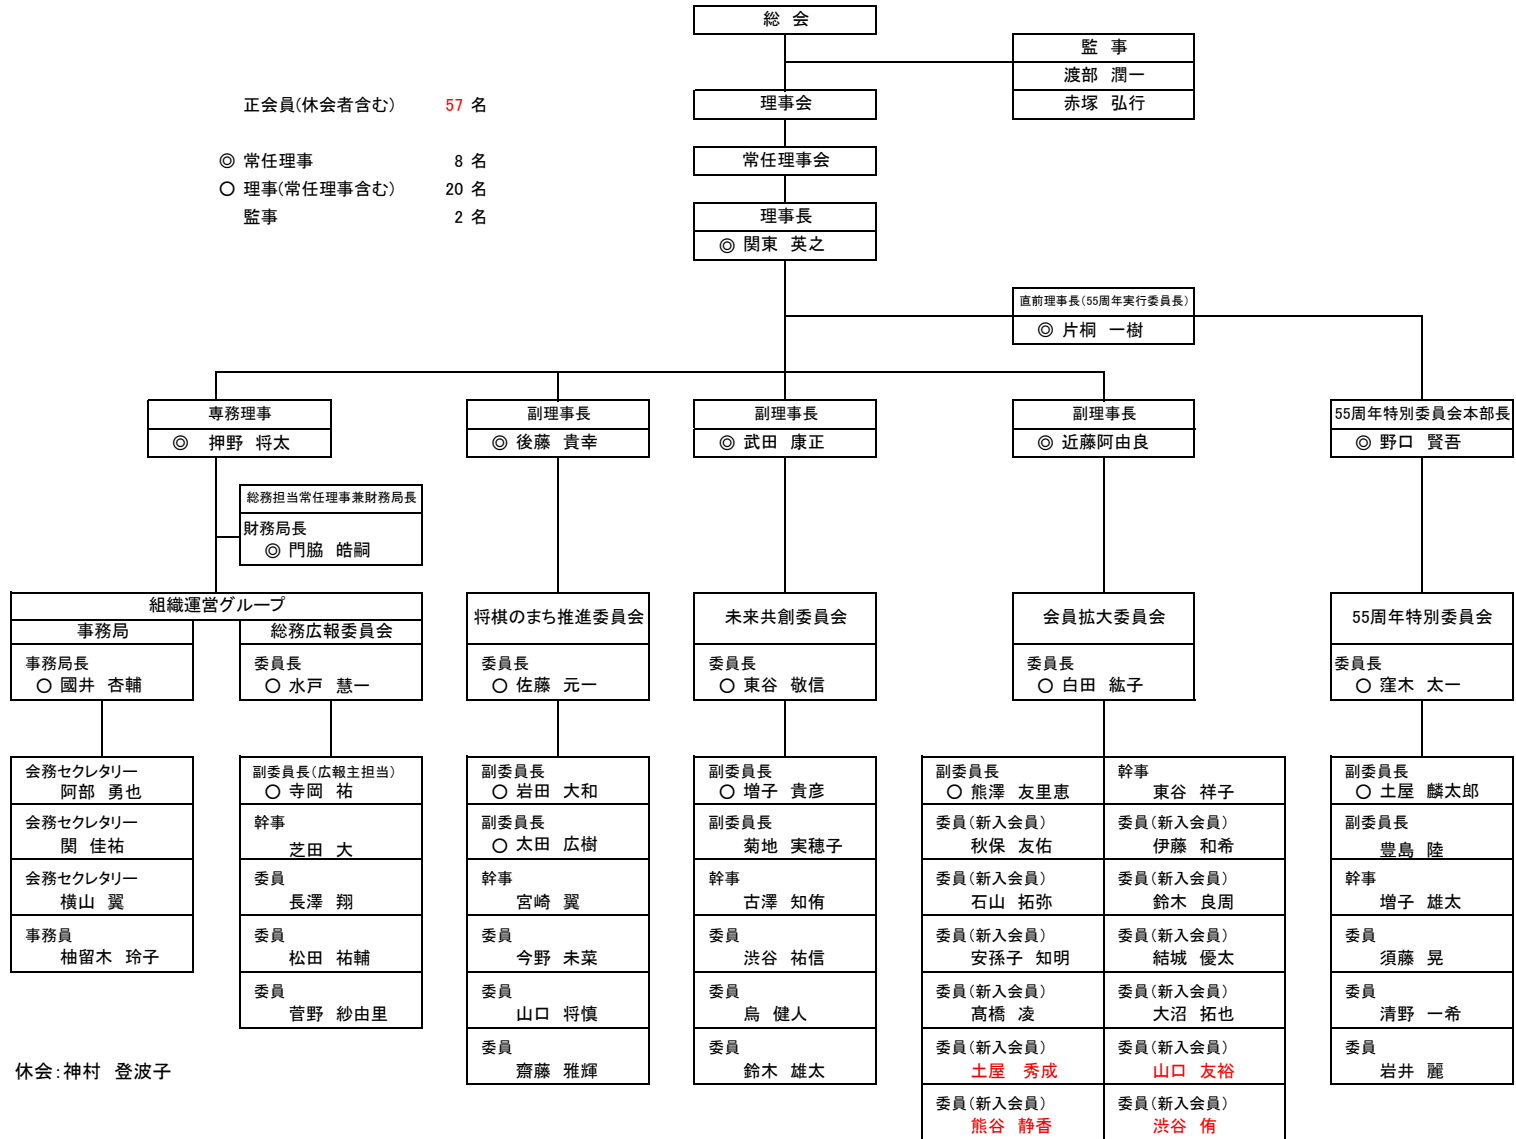 総　会
監　事
渡部　潤一
赤塚　弘行
正会員(休会者含む)　57 名
理事会
◎ 常任理事　8 名
○ 理事(常任理事含む)　20 名
監事　2 名
常任理事会
理事長
◎ 関東　英之
直前理事長(55周年実行委員長)
◎ 片桐　一樹
専務理事
◎ 押野　将太
副理事長
◎ 後藤　貴幸
副理事長
◎ 武田　康正
副理事長
◎ 近藤阿由良
55周年特別委員会本部長
◎ 野口　賢吾
総務担当常任理事兼財務局長
財務局長
◎ 門脇　皓嗣
組織運営グループ
事務局
事務局長
○ 國井　杏輔
会務セクレタリー
阿部　勇也
会務セクレタリー
関　佳祐
会務セクレタリー
横山　翼
事務員
柚留木　玲子
総務広報委員会
委員長
○ 水戸　慧一
副委員長(広報主担当)
○ 寺岡　祐
幹事
芝田　大
委員
長澤　翔
委員
松田　祐輔
委員
菅野　紗由里
将棋のまち推進委員会
委員長
○ 佐藤　元一
副委員長
○ 岩田　大和
副委員長
○ 太田　広樹
幹事
宮崎　翼
委員
今野　未菜
委員
山口　将慎
委員
齋藤　雅輝
未来共創委員会
委員長
○ 東谷　敬信
副委員長
○ 増子　貴彦
副委員長
菊地　実穂子
幹事
古澤　知侑
委員
渋谷　祐信
委員
烏　健人
委員
鈴木　雄太
会員拡大委員会
委員長
○ 白田　紘子
副委員長
○ 熊澤　友里恵
幹事
東谷　祥子
委員(新入会員)
秋保　友佑
委員(新入会員)
伊藤　和希
委員(新入会員)
石山　拓弥
委員(新入会員)
鈴木　良周
委員(新入会員)
安孫子　知明
委員(新入会員)
結城　優太
委員(新入会員)
髙橋　凌
委員(新入会員)
大沼　拓也
委員(新入会員)
土屋　秀成
委員(新入会員)
山口　友裕
委員(新入会員)
熊谷　静香
委員(新入会員)
渋谷　侑
55周年特別委員会
委員長
○ 窪木　太一
副委員長
○ 土屋　麟太郎
副委員長
豊島　陸
幹事
増子　雄太
委員
須藤　晃
委員
清野　一希
委員
岩井　麗
休会:神村　登波子